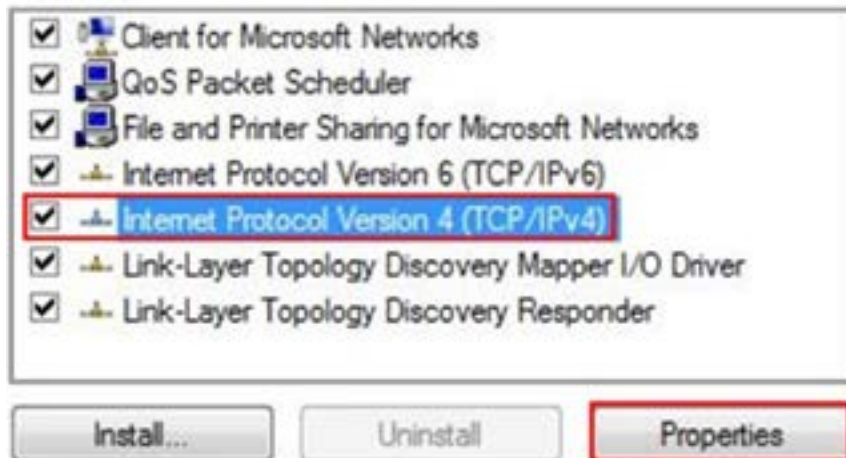 Client for Microsoft Networks
QoS Packet Scheduler
File and Printer Sharing for Microsoft Networks
Internet Protocol Version 6 (TCP/IPv6)
Internet Protocol Version 4 (TCP/IPv4)
Link-Layer Topology Discovery Mapper I/O Driver
Link-Layer Topology Discovery Responder
Install... Uninstall Properties